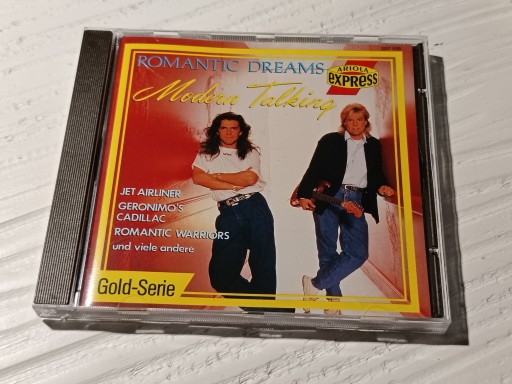 ROMANTIC DREAMS
ARIOLA
EXPRESS
Modern Talking
JET AIRLINER
GERONIMO'S
CADILLAC
ROMANTIC WARRIORS
und viele andere
Gold-Serie